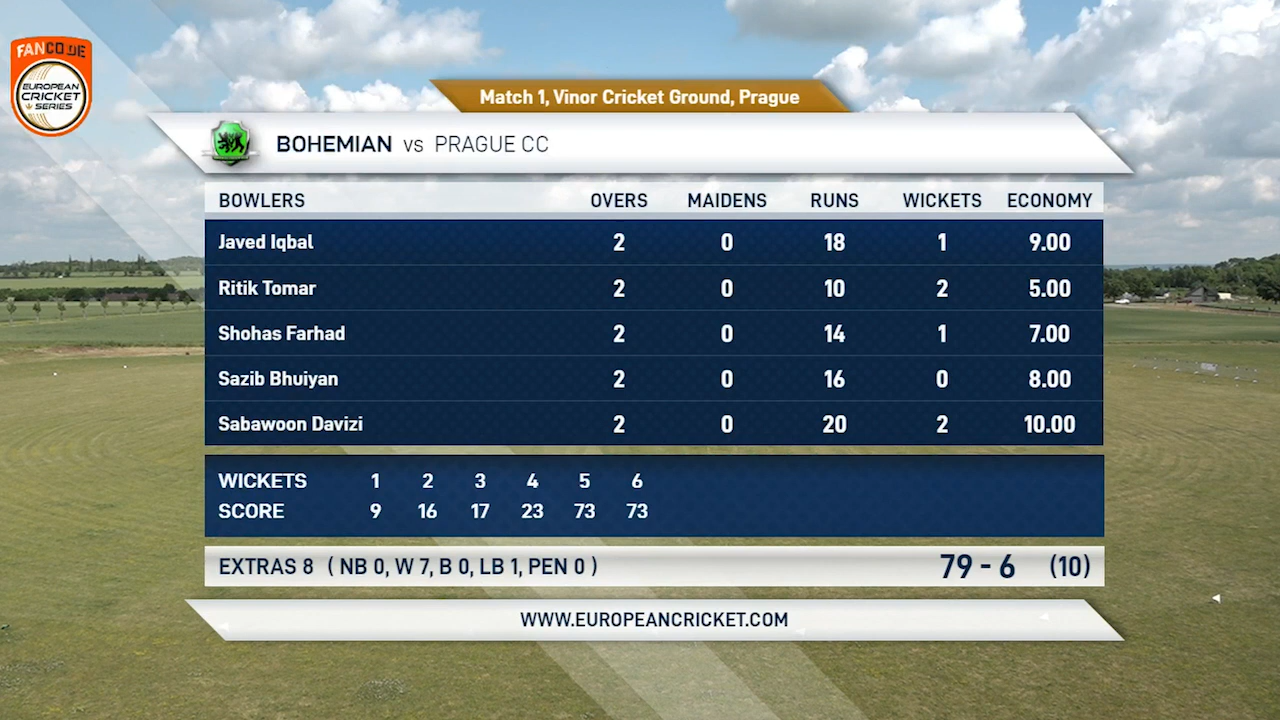 FANCODE
EUROPEAN
CRICKET
SERIES
Match 1, Vinor Cricket Ground, Prague
BOHEMIAN vs PRAGUE CC
BOWLERS OVERS MAIDENS RUNS WICKETS ECONOMY
Javed Iqbal 2 0 18 1 9.00
Ritik Tomar 2 0 10 2 5.00
Shohas Farhad 2 0 14 1 7.00
Sazib Bhuiyan 2 0 16 0 8.00
Sabawoon Davizi 2 0 20 2 10.00
WICKETS 1 2 3 4 5 6
SCORE 9 16 17 23 73 73
EXTRAS 8 ( NB 0, W 7, B 0, LB 1, PEN 0 ) 79 - 6 (10)
WWW.EUROPEANCRICKET.COM